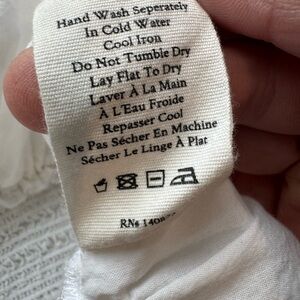 Hand Wash Seperately
In Cold Water
Cool Iron
Do Not Tumble Dry
Lay Flat To Dry
Laver À La Main
À L'Eau Froide
Repasser Cool
Ne Pas Sécher En Machine
Sécher Le Linge À Plat
RN#